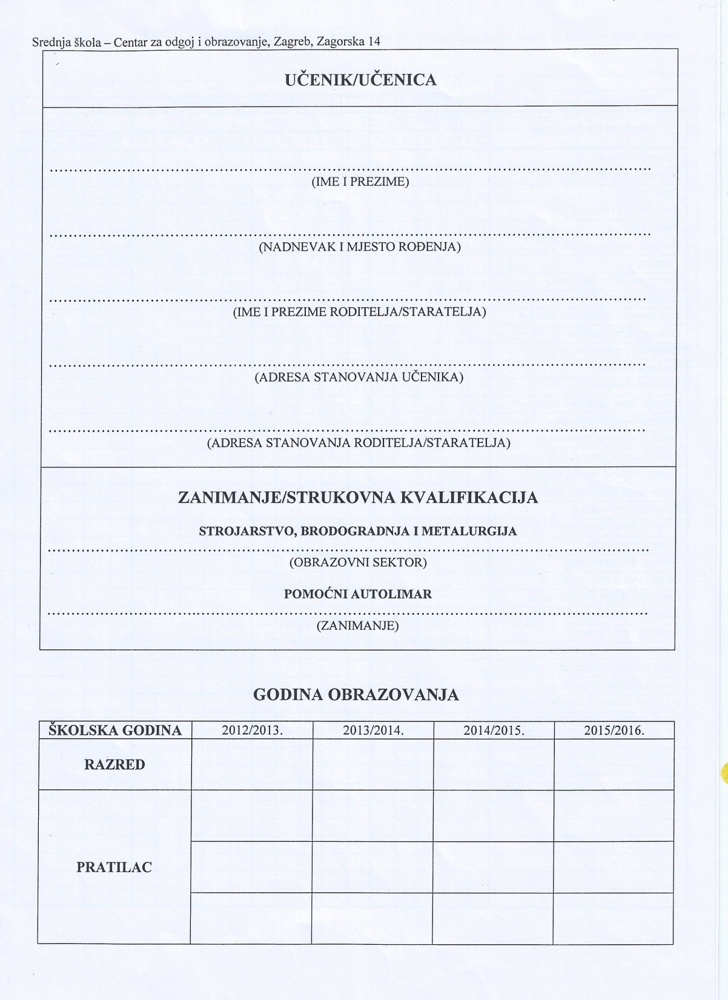 Srednja škola – Centar za odgoj i obrazovanje, Zagreb, Zagorska 14
UČENIK/UČENICA
(IME I PREZIME)
(NADNEVAK I MJESTO ROĐENJA)
(IME I PREZIME RODITELJA/STARATELJA)
(ADRESA STANOVANJA UČENIKA)
(ADRESA STANOVANJA RODITELJA/STARATELJA)
ZANIMANJE/STRUKOVNA KVALIFIKACIJA
STROJARSTVO, BRODOGRADNJA I METALURGIJA
(OBRAZOVNI SEKTOR)
POMOĆNI AUTOLIMAR
(ZANIMANJE)
GODINA OBRAZOVANJA
ŠKOLSKA GODINA 2012/2013. 2013/2014. 2014/2015. 2015/2016.
RAZRED
PRATILAC